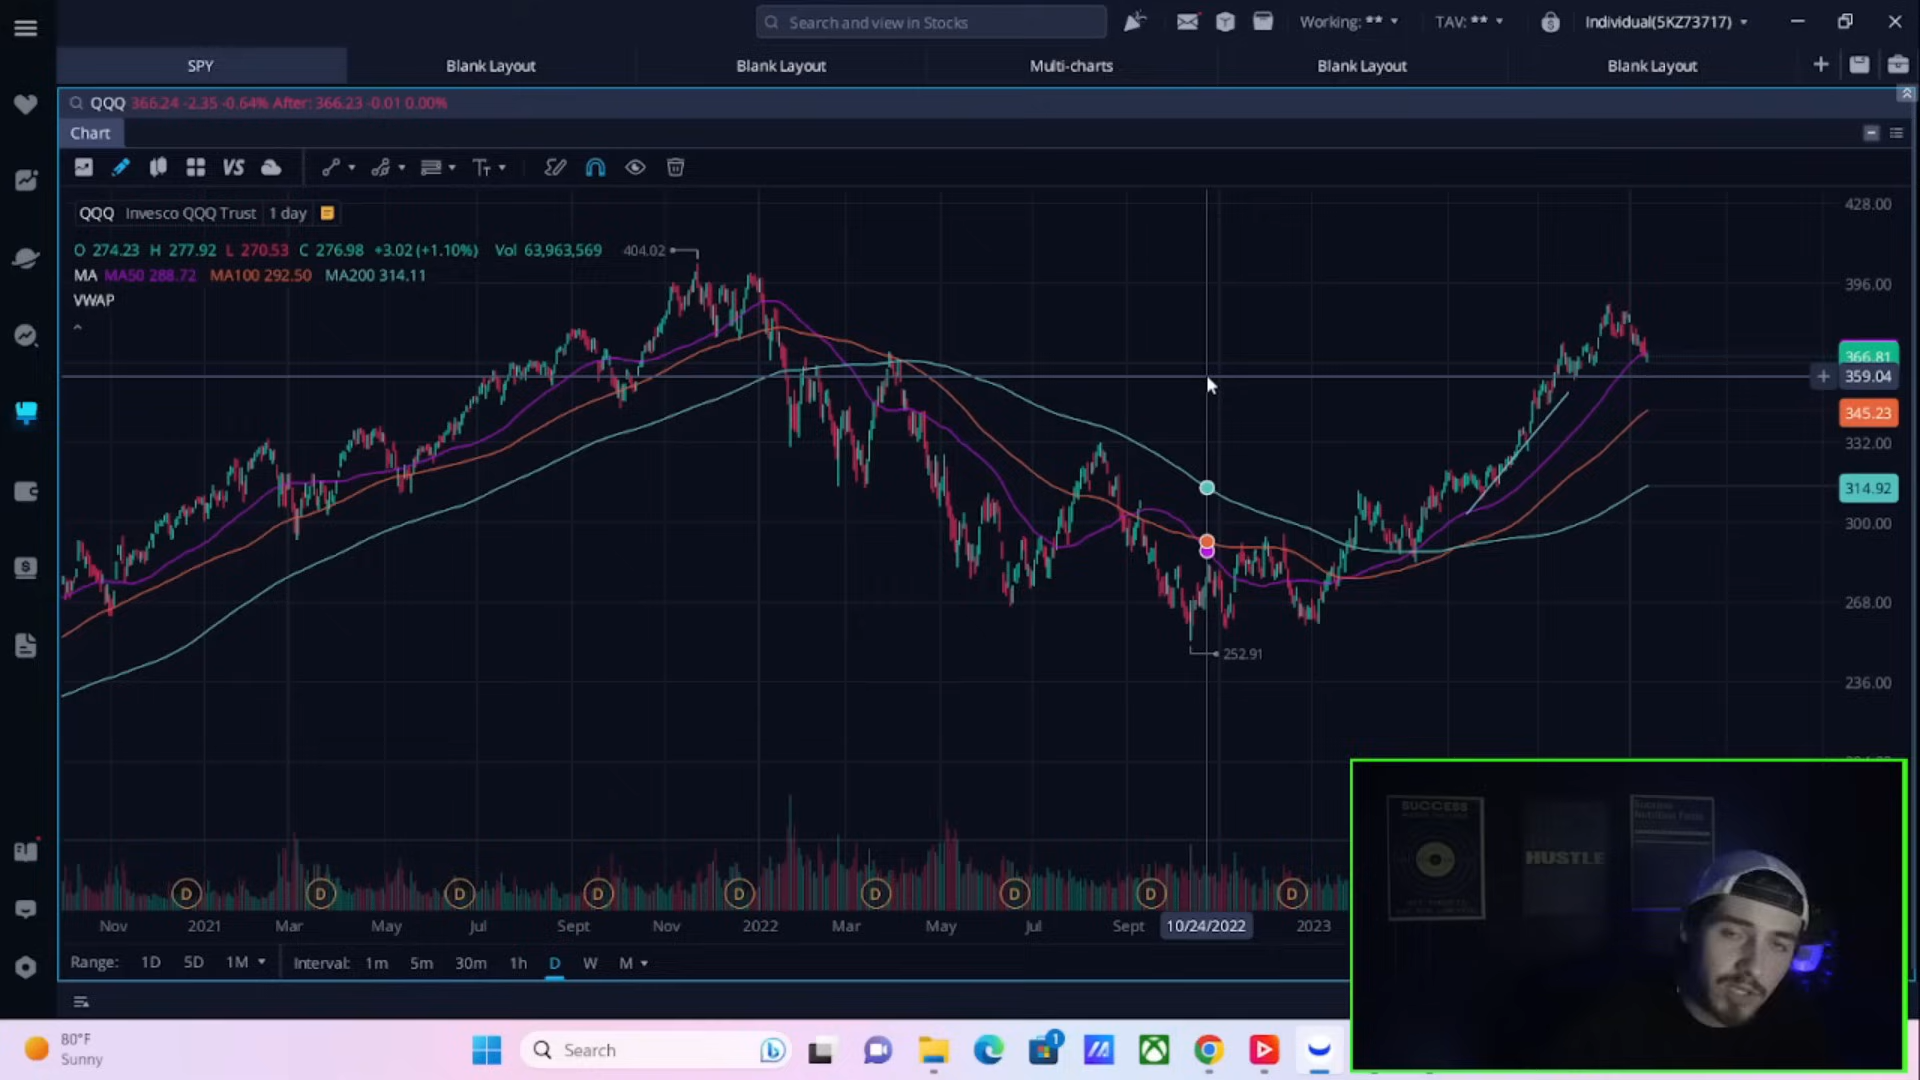 Search and view in Stocks
Working: **
TAV: **
Individual(5KZ73717)
SPY
Blank Layout
Blank Layout
Multi-charts
Blank Layout
Blank Layout
QQQ 366.24 -2.35 -0.64% After: 366.23 -0.01 0.00%
Chart
VS
Tт
QQQ Invesco QQQ Trust 1 day
O 274.23 H 277.92 L 270.53 C 276.98 +3.02 (+1.10%) Vol 63,963,569
404.02
MA MA50 288.72 MA100 292.50 MA200 314.11
VWAP
428.00
396.00
366.81
359.04
345.23
332.00
314.92
300.00
268.00
252.91
236.00
D D D D D D D D D
Nov 2021 Mar May Jul Sept Nov 2022 Mar May Jul Sept 10/24/2022 2023
Range: 1D 5D 1M Interval: 1m 5m 30m 1h D W M
SUCCESS
HUSTLE
Nutrition Facts
80°F
Sunny
Search
1